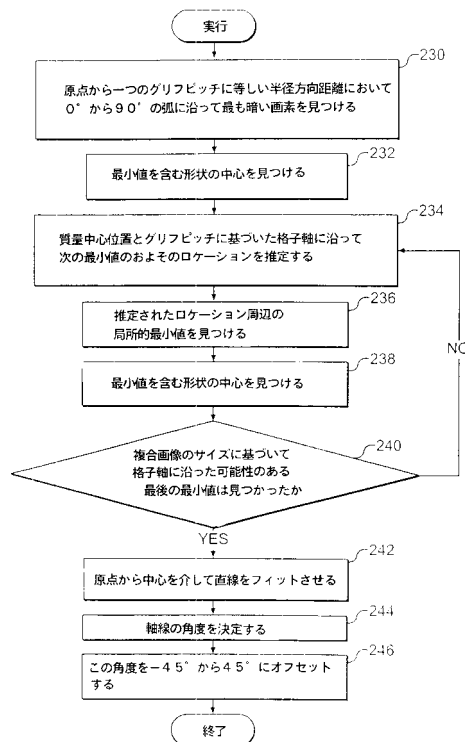 実行
230
原点から一つのグリフピッチに等しい半径方向距離において
0°から90°の弧に沿って最も暗い画素を見つける
232
最小値を含む形状の中心を見つける
234
質量中心位置とグリフピッチに基づいた格子軸に沿って
次の最小値のおよそのロケーションを推定する
236
推定されたロケーション周辺の
局所的最小値を見つける
NO
238
最小値を含む形状の中心を見つける
240
複合画像のサイズに基づいて
格子軸に沿った可能性のある
最後の最小値は見つかったか
YES
242
原点から中心を介して直線をフィットさせる
244
軸線の角度を決定する
246
この角度を−45°から45°にオフセット
する
終了